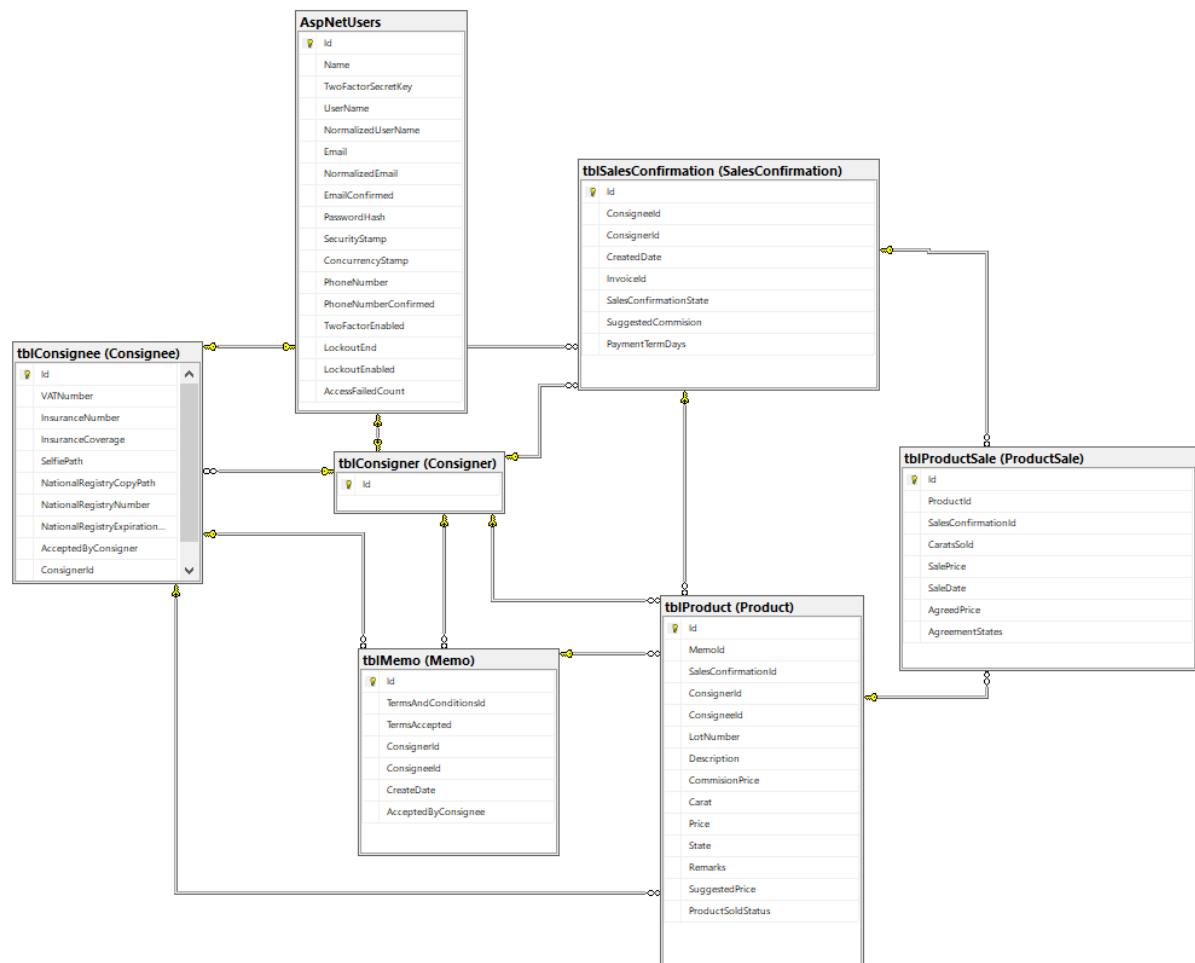 AspNetUsers
Id
Name
TwoFactorSecretKey
UserName
NormalizedUserName
Email
NormalizedEmail
EmailConfirmed
PasswordHash
SecurityStamp
ConcurrencyStamp
PhoneNumber
PhoneNumberConfirmed
TwoFactorEnabled
LockoutEnd
LockoutEnabled
AccessFailedCount
tblSalesConfirmation (SalesConfirmation)
Id
ConsigneeId
ConsignerId
CreatedDate
InvoiceId
SalesConfirmationState
SuggestedCommision
PaymentTermDays
tblConsignee (Consignee)
Id
VATNumber
InsuranceNumber
InsuranceCoverage
SelfiePath
NationalRegistryCopyPath
NationalRegistryNumber
NationalRegistryExpiration...
AcceptedByConsigner
ConsignerId
tblConsigner (Consigner)
Id
tblProductSale (ProductSale)
Id
ProductId
SalesConfirmationId
CaratsSold
SalePrice
SaleDate
AgreedPrice
AgreementStates
tblMemo (Memo)
Id
TermsAndConditionsId
TermsAccepted
ConsignerId
ConsigneeId
CreateDate
AcceptedByConsignee
tblProduct (Product)
Id
MemoId
SalesConfirmationId
ConsignerId
ConsigneeId
LotNumber
Description
CommisionPrice
Carat
Price
State
Remarks
SuggestedPrice
ProductSoldStatus